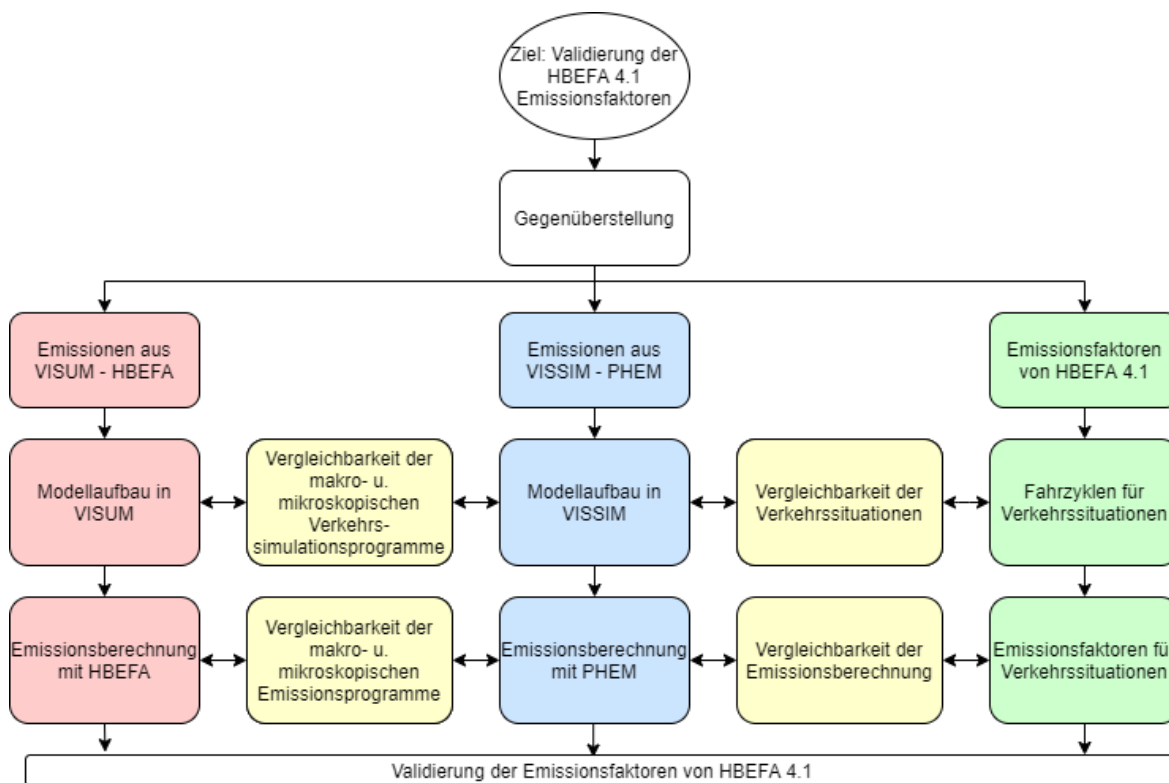 Ziel: Validierung der
HBEFA 4.1
Emissionsfaktoren
Gegenüberstellung
Emissionen aus
VISUM - HBEFA
Emissionen aus
VISSIM - PHEM
Emissionsfaktoren
von HBEFA 4.1
Modellaufbau in
VISUM
Vergleichbarkeit der
makro- u.
mikroskopischen
Verkehrs-
simulationsprogramme
Modellaufbau in
VISSIM
Vergleichbarkeit der
Verkehrssituationen
Fahrzyklen für
Verkehrssituationen
Emissionsberechnung
mit HBEFA
Vergleichbarkeit der
makro- u.
mikroskopischen
Emissionsprogramme
Emissionsberechnung
mit PHEM
Vergleichbarkeit der
Emissionsberechnung
Emissionsfaktoren für
Verkehrssituationen
Validierung der Emissionsfaktoren von HBEFA 4.1